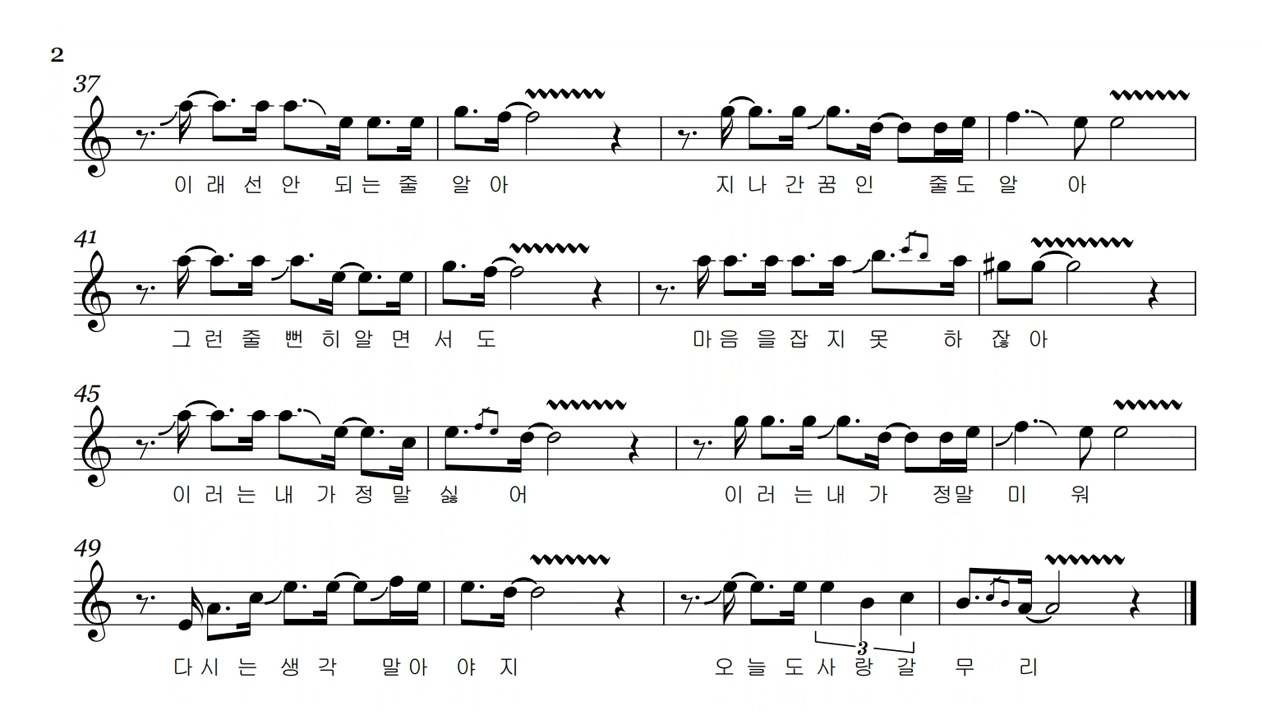 2
37
이 래 선 안 되 는 줄 알 아 지 나 간 꿈 인 줄 도 알 아
41
그 런 줄 뻔 히 알 면 서 도 마 음 을 잡 지 못 하 잖 아
45
이 러 는 내 가 정 말 싫 어 이 러 는 내 가 정 말 미 워
49
3
다 시 는 생 각 말 아 야 지 오 늘 도 사 랑 갈 무 리